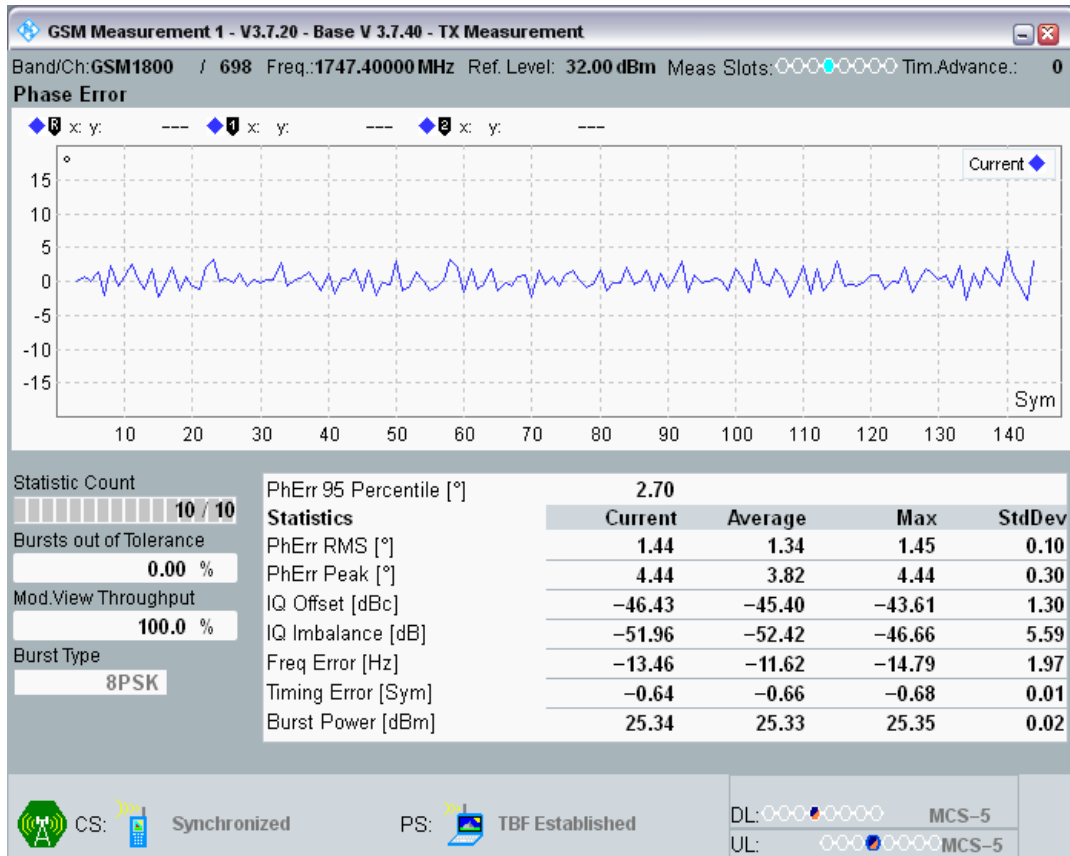 GSM Measurement 1 - V3.7.20 - Base V 3.7.40 - TX Measurement
Band/Ch:GSM1800 / 698 Freq.:1747.40000 MHz Ref. Level: 32.00 dBm Meas Slots: Tim.Advance.: 0
Phase Error
R x: y: --- 1 x: y: --- 2 x: y: ---
° Current
15
10
5
0
-5
-10
-15
Sym
10 20 30 40 50 60 70 80 90 100 110 120 130 140
Statistic Count
10 / 10
Bursts out of Tolerance
0.00 %
Mod.View Throughput
100.0 %
Burst Type
8PSK
PhErr 95 Percentile [°] 2.70
Statistics Current Average Max StdDev
PhErr RMS [°] 1.44 1.34 1.45 0.10
PhErr Peak [°] 4.44 3.82 4.44 0.30
IQ Offset [dBc] −46.43 −45.40 −43.61 1.30
IQ Imbalance [dB] −51.96 −52.42 −46.66 5.59
Freq Error [Hz] −13.46 −11.62 −14.79 1.97
Timing Error [Sym] −0.64 −0.66 −0.68 0.01
Burst Power [dBm] 25.34 25.33 25.35 0.02
CS: Synchronized PS: TBF Established
DL: MCS−5
UL: MCS−5